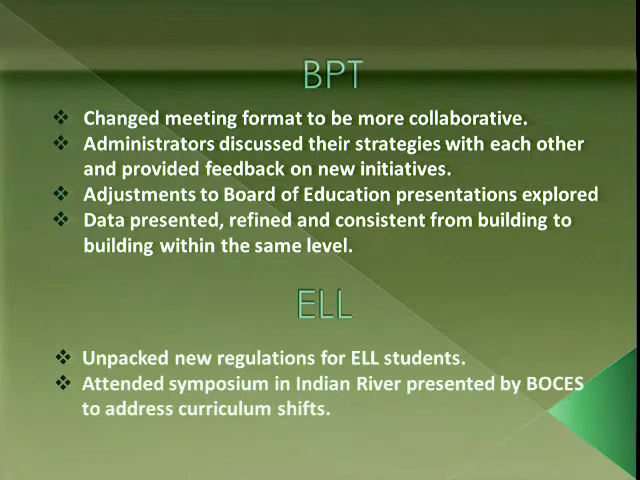 BPT
Changed meeting format to be more collaborative.
Administrators discussed their strategies with each other
and provided feedback on new initiatives.
Adjustments to Board of Education presentations explored
Data presented, refined and consistent from building to
building within the same level.
ELL
Unpacked new regulations for ELL students.
Attended symposium in Indian River presented by BOCES
to address curriculum shifts.